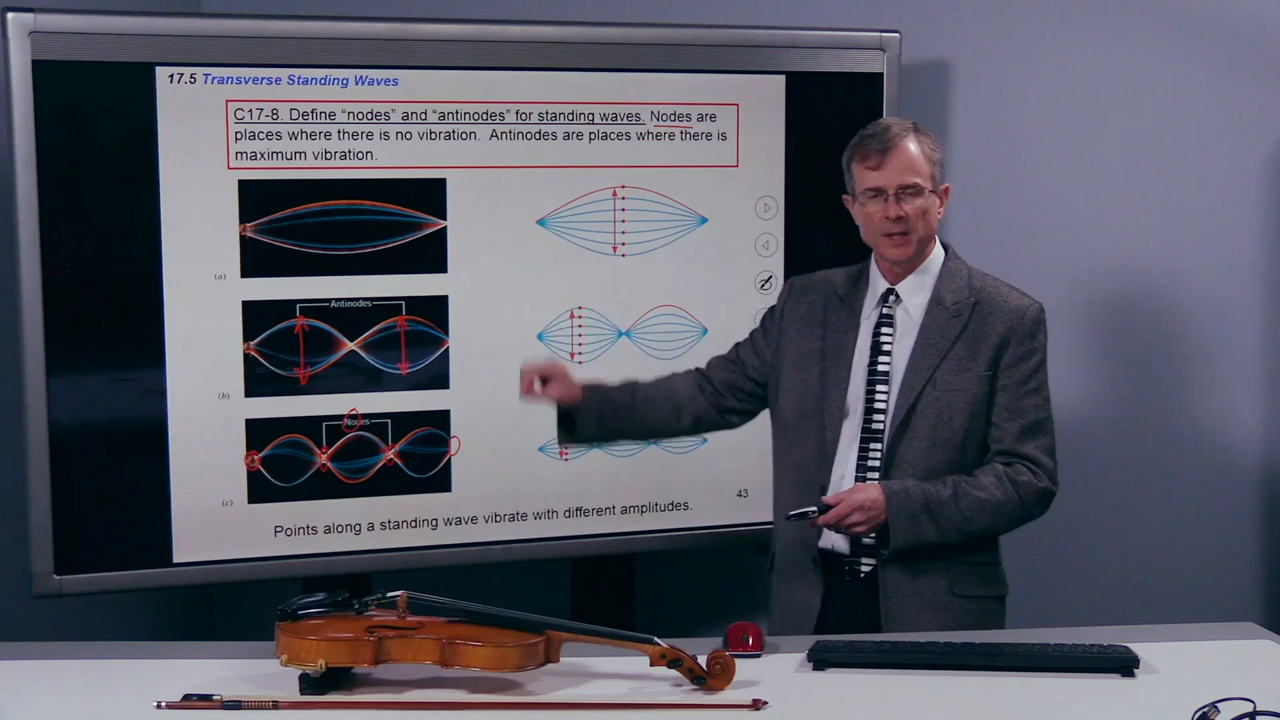 17.5 Transverse Standing Waves
C17-8. Define “nodes” and “antinodes” for standing waves. Nodes are
places where there is no vibration. Antinodes are places where there is
maximum vibration.
(a)
Antinodes
(b)
Nodes
(c)
43
Points along a standing wave vibrate with different amplitudes.